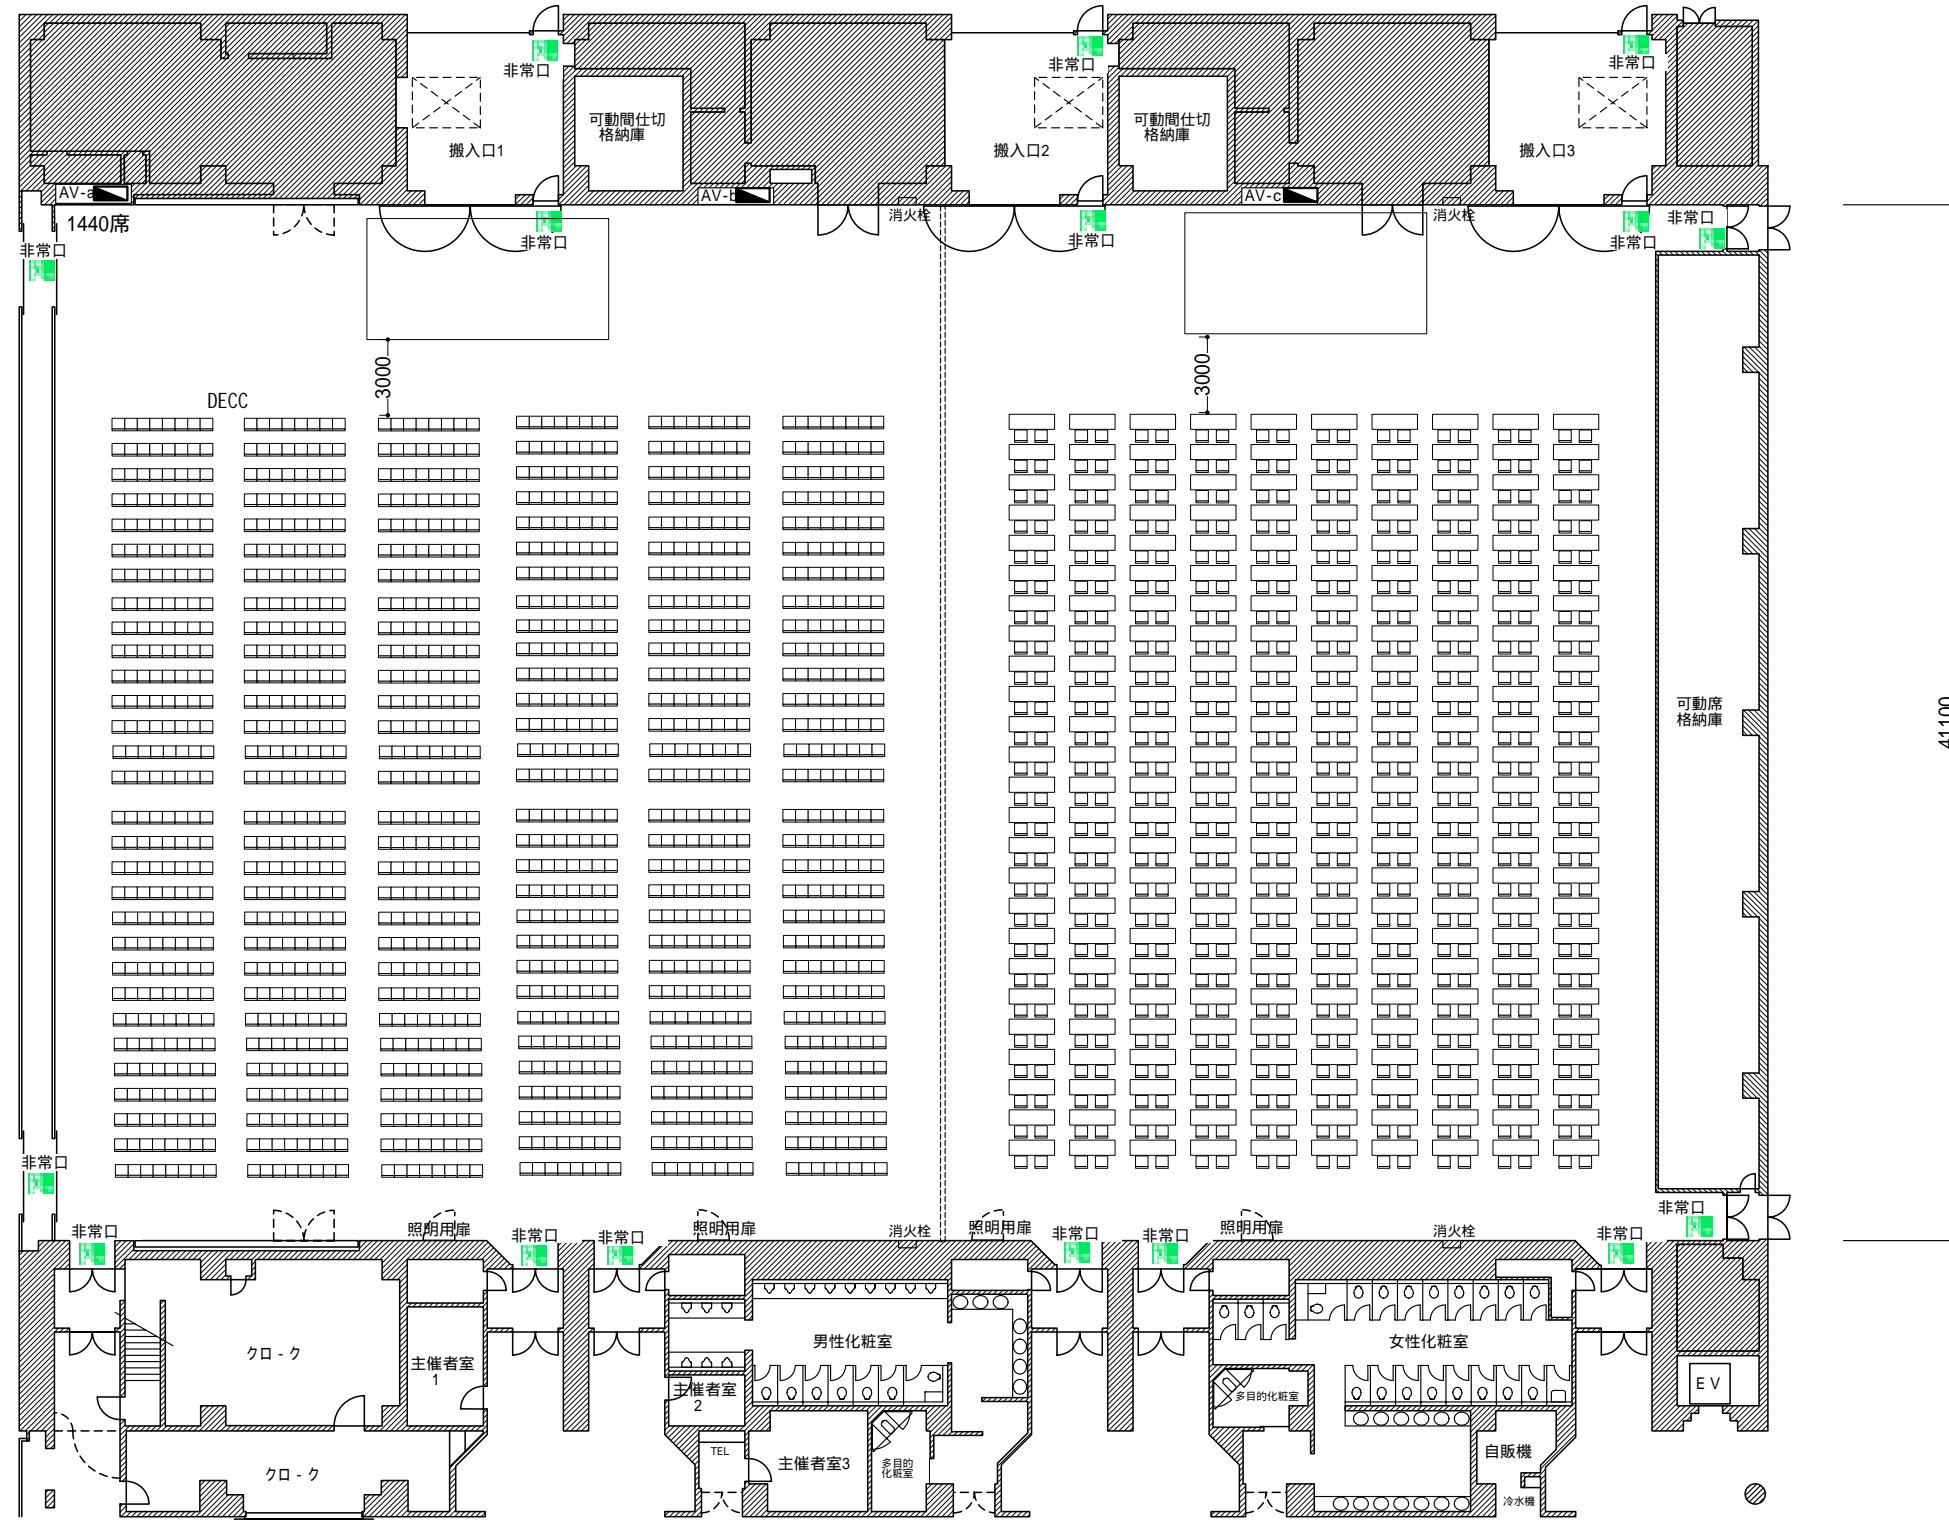 非常口
非常口
非常口
可動間仕切
格納庫
可動間仕切
格納庫
搬入口1
搬入口2
搬入口3
AV-a
AV-b
AV-c
1440席
消火栓
消火栓
非常口
非常口
非常口
非常口
非常口
3000
3000
DECC
可動席
格納庫
41100
非常口
非常口
照明用扉
非常口
非常口
照明用扉
消火栓
照明用扉
非常口
非常口
照明用扉
消火栓
非常口
クロ - ク
主催者室
1
男性化粧室
女性化粧室
主催者室
2
多目的化粧室
EV
TEL
主催者室3
多目的
化粧室
自販機
クロ - ク
冷水機